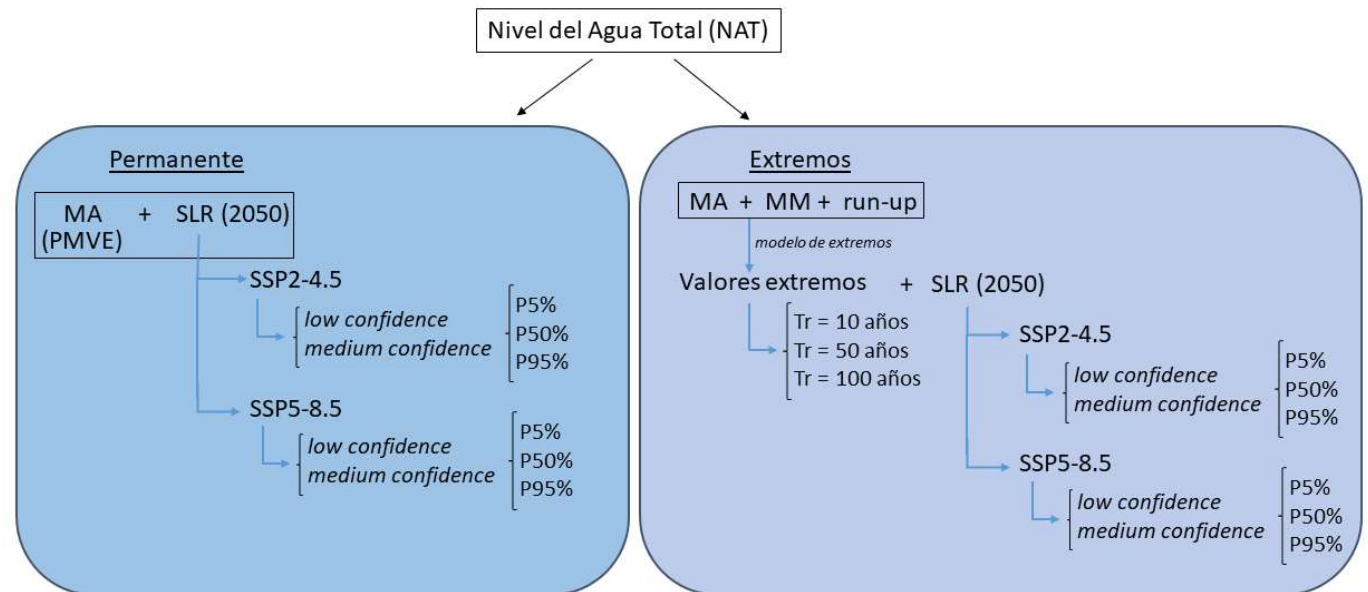 Nivel del Agua Total (NAT)
Permanente
MA + SLR (2050)
(PMVE)
SSP2-4.5
low confidence
medium confidence
P5%
P50%
P95%
SSP5-8.5
low confidence
medium confidence
P5%
P50%
P95%
Extremos
MA + MM + run-up
modelo de extremos
Valores extremos + SLR (2050)
Tr = 10 años
Tr = 50 años
Tr = 100 años
SSP2-4.5
low confidence
medium confidence
P5%
P50%
P95%
SSP5-8.5
low confidence
medium confidence
P5%
P50%
P95%